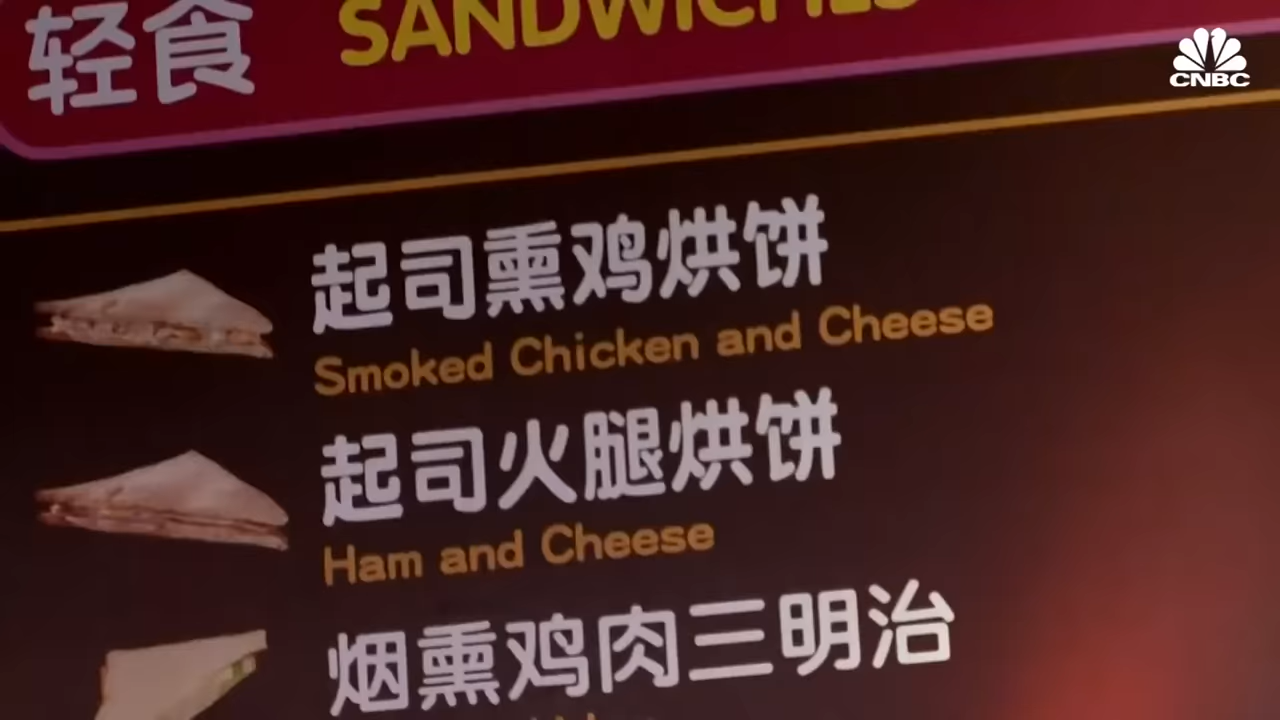 轻食 SANDWICHES
CNBC
起司熏鸡烘饼
Smoked Chicken and Cheese
起司火腿烘饼
Ham and Cheese
烟熏鸡肉三明治